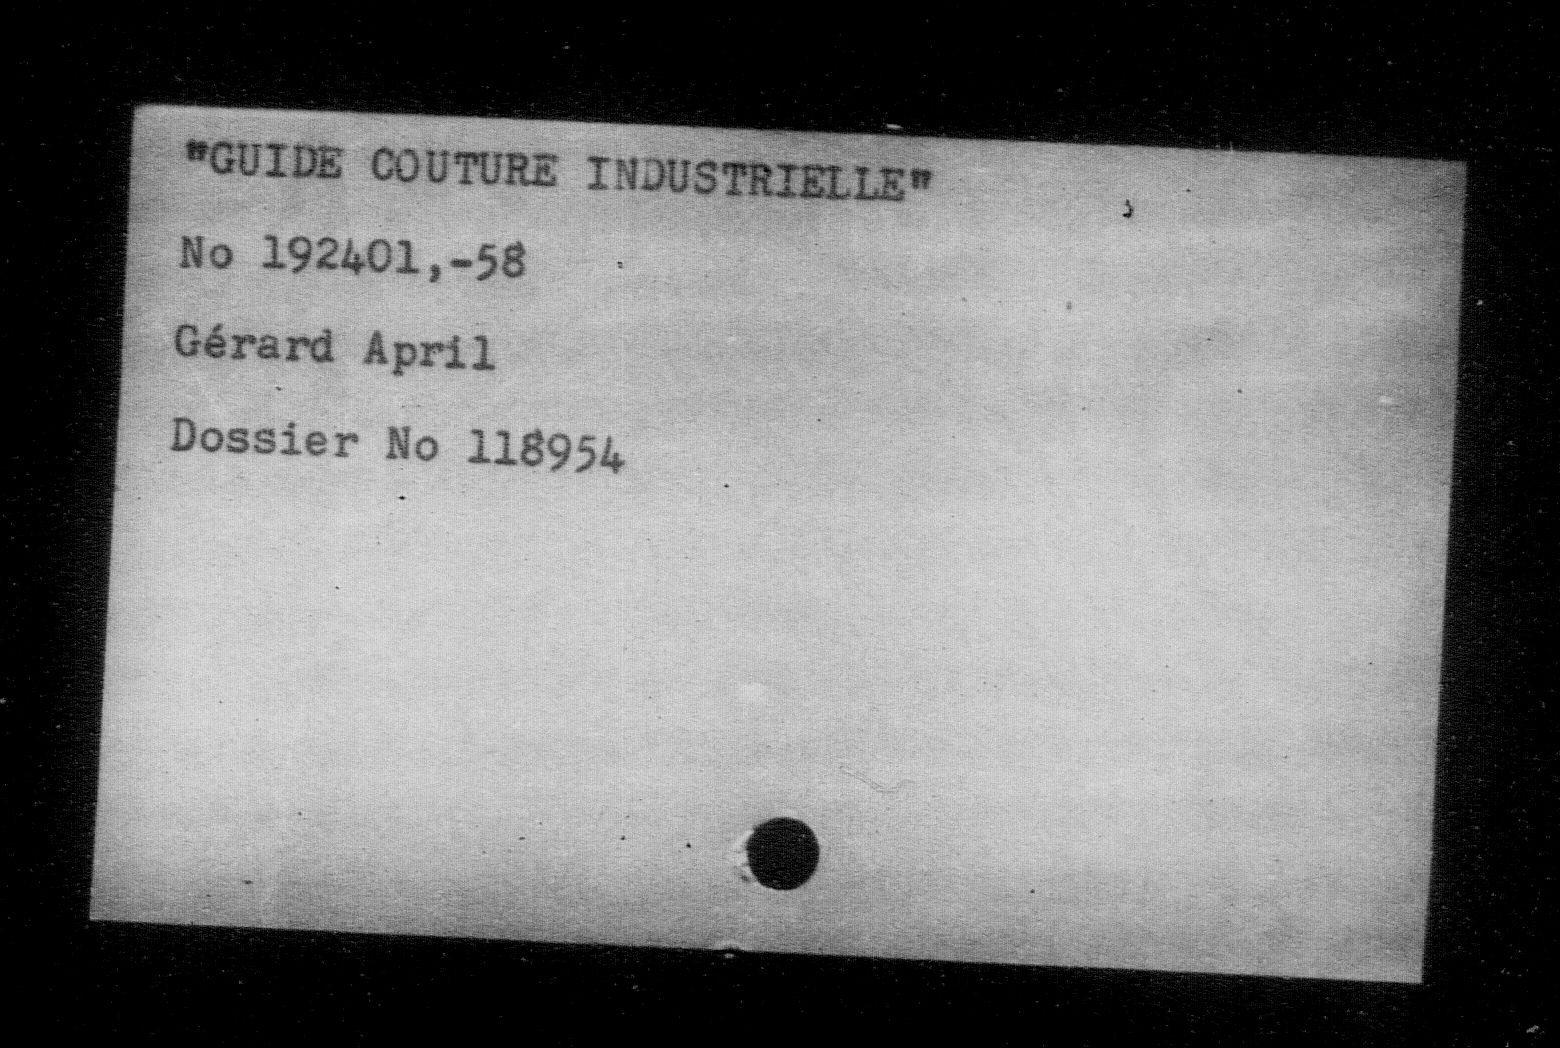 "GUIDE COUTURE INDUSTRIELLE"
No 192401,-58
Gérard April
Dossier No 118954